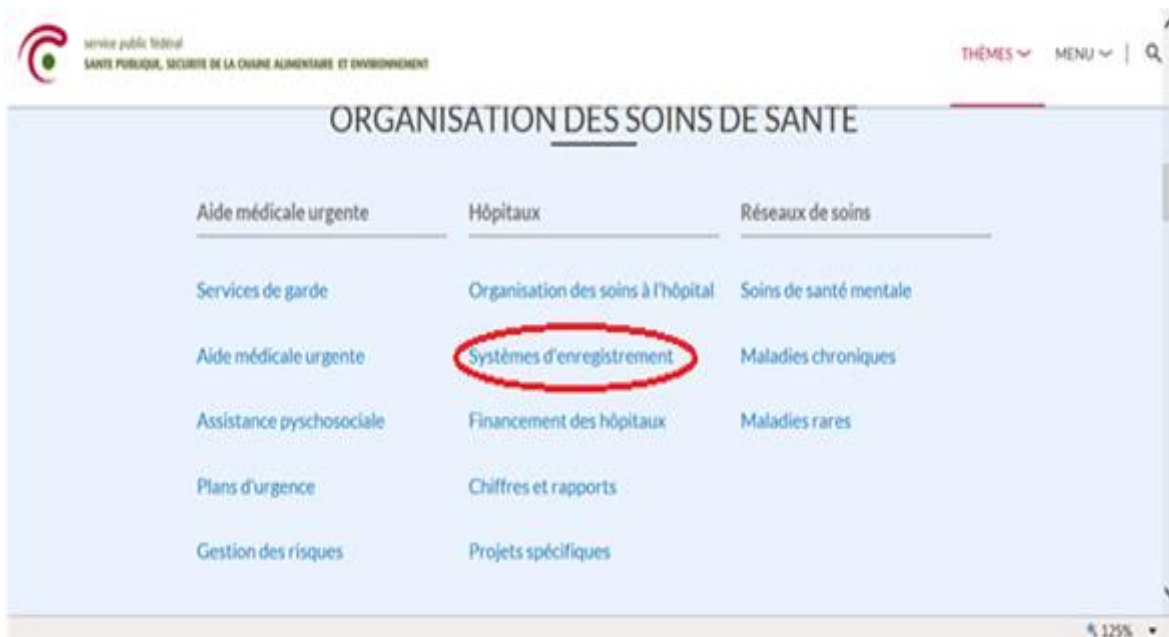 service public fédéral
SANTE PUBLIQUE, SECURITE DE LA CHAINE ALIMENTAIRE ET ENVIRONNEMENT
THÈMES MENU
ORGANISATION DES SOINS DE SANTE
Aide médicale urgente
Services de garde
Aide médicale urgente
Assistance pyschosociale
Plans d'urgence
Gestion des risques
Hôpitaux
Organisation des soins à l'hôpital
Systèmes d'enregistrement
Financement des hôpitaux
Chiffres et rapports
Projets spécifiques
Réseaux de soins
Soins de santé mentale
Maladies chroniques
Maladies rares
125%